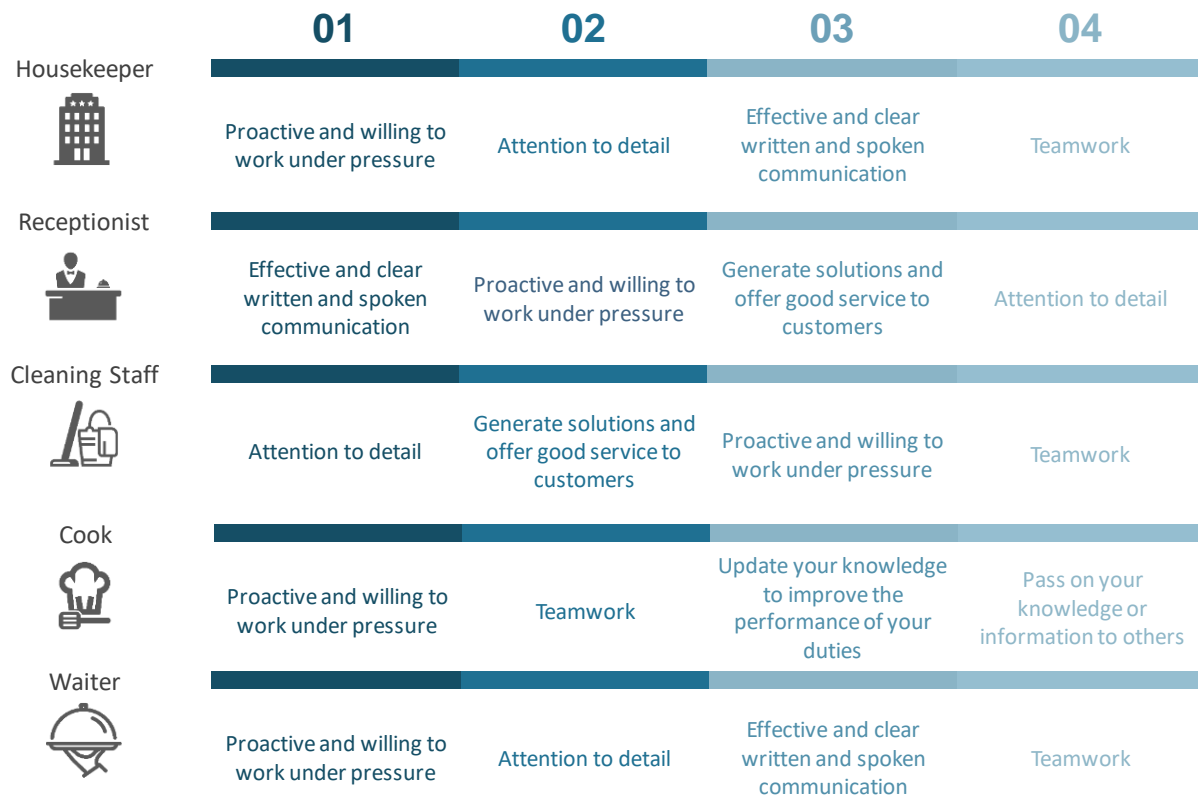 01 02 03 04
Housekeeper
Proactive and willing to
work under pressure
Attention to detail
Effective and clear
written and spoken
communication
Teamwork
Receptionist
Effective and clear
written and spoken
communication
Proactive and willing to
work under pressure
Generate solutions and
offer good service to
customers
Attention to detail
Cleaning Staff
Attention to detail
Generate solutions and
offer good service to
customers
Proactive and willing to
work under pressure
Teamwork
Cook
Proactive and willing to
work under pressure
Teamwork
Update your knowledge
to improve the
performance of your
duties
Pass on your
knowledge or
information to others
Waiter
Proactive and willing to
work under pressure
Attention to detail
Effective and clear
written and spoken
communication
Teamwork